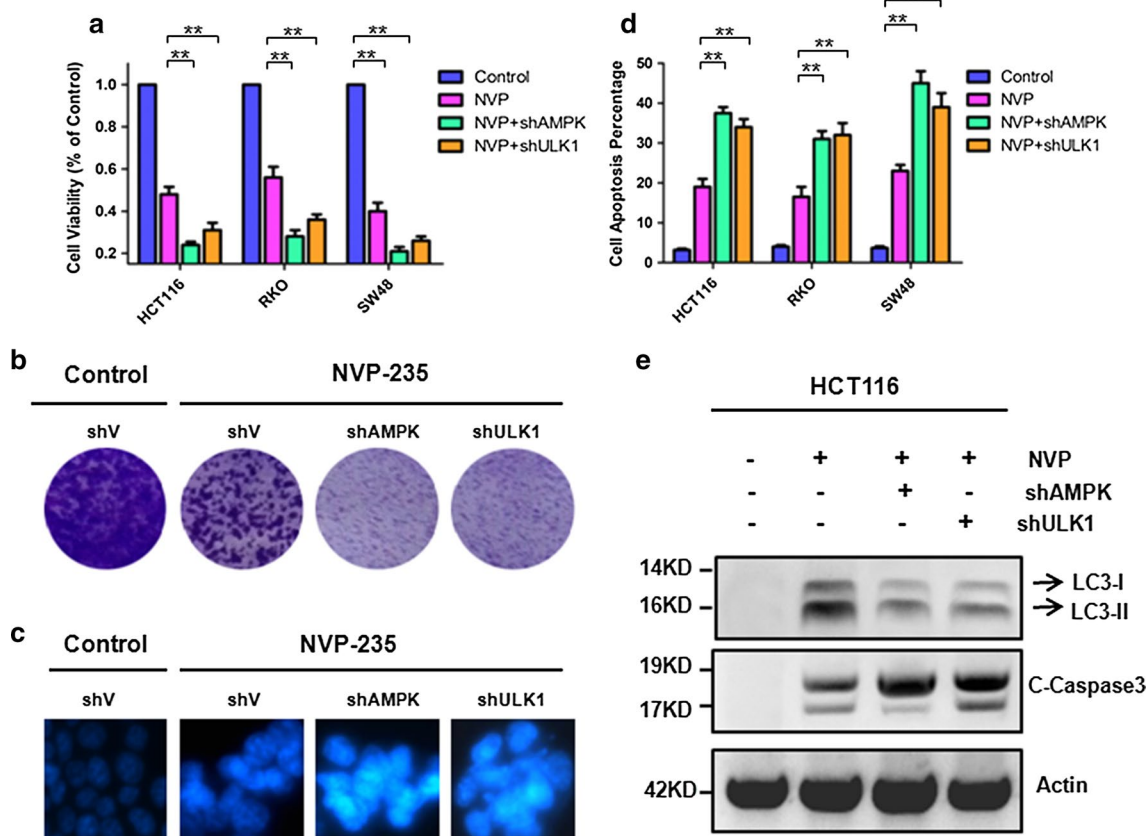 a
** ** ** ** ** **
Cell Viability (% of Control)
1.0
0.8
0.6
0.4
0.2
HCT116
RKO
SW48
Control
NVP
NVP+shAMPK
NVP+shULK1
d
** ** ** ** **
Cell Apoptosis Percentage
50
40
30
20
10
0
HCT116
RKO
SW48
Control
NVP
NVP+shAMPK
NVP+shULK1
b
Control NVP-235
shV shV shAMPK shULK1
c
Control NVP-235
shV shV shAMPK shULK1
e
HCT116
- + + + NVP
- - + - shAMPK
- - - + shULK1
14KD LC3-I
16KD LC3-II
19KD
C-Caspase3
17KD
42KD Actin